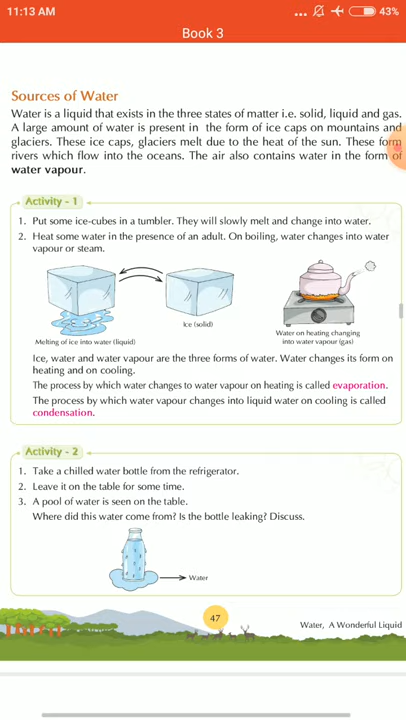 11:13 AM
... 43%
Book 3
Sources of Water
Water is a liquid that exists in the three states of matter i.e. solid, liquid and gas.
A large amount of water is present in the form of ice caps on mountains and
glaciers. These ice caps, glaciers melt due to the heat of the sun. These form
rivers which flow into the oceans. The air also contains water in the form of
water vapour.
Activity - 1
1. Put some ice-cubes in a tumbler. They will slowly melt and change into water.
2. Heat some water in the presence of an adult. On boiling, water changes into water
vapour or steam.
Ice (solid)
Melting of ice into water (liquid)
Water on heating changing
into water vapour (gas)
Ice, water and water vapour are the three forms of water. Water changes its form on
heating and on cooling.
The process by which water changes to water vapour on heating is called evaporation.
The process by which water vapour changes into liquid water on cooling is called
condensation.
Activity - 2
1. Take a chilled water bottle from the refrigerator.
2. Leave it on the table for some time.
3. A pool of water is seen on the table.
Where did this water come from? Is the bottle leaking? Discuss.
Water
47
Water, A Wonderful Liquid